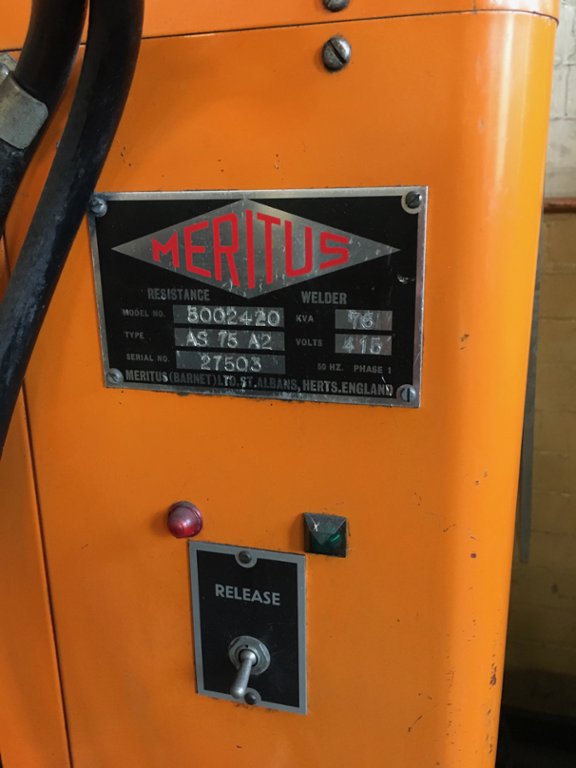 MERITUS
RESISTANCE WELDER
MODEL NO. 5002420 KVA 76
TYPE AS 75 A2 VOLTS 415
SERIAL NO. 27503 50 HZ. PHASE 1
MERITUS (BARNET) LTD. ST. ALBANS, HERTS. ENGLAND
RELEASE